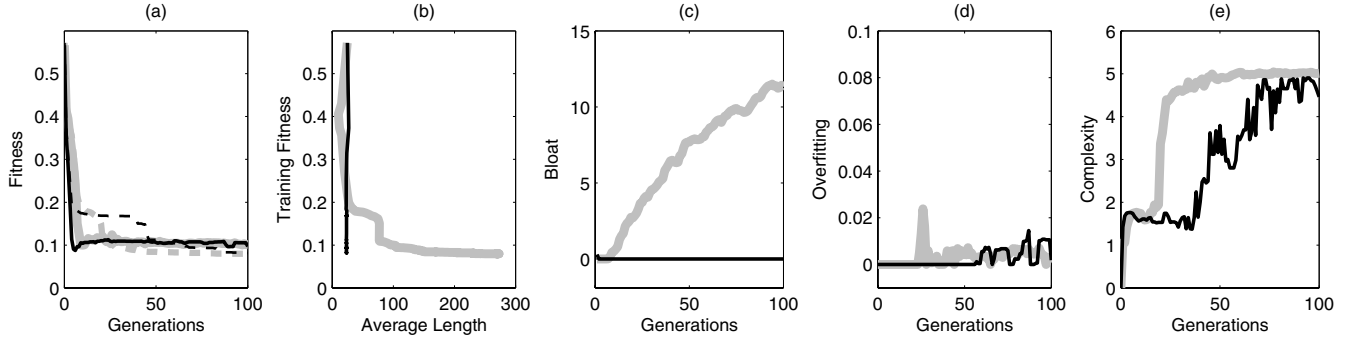 (a) (b) (c) (d) (e)
0.5 0.4 0.3 0.2 0.1 0
Fitness
0 50 100
Generations
0.5 0.4 0.3 0.2 0.1 0
Training Fitness
0 100 200 300
Average Length
15 10 5 0
Bloat
0 50 100
Generations
0.1 0.08 0.06 0.04 0.02 0
Overfitting
0 50 100
Generations
6 5 4 3 2 1 0
Complexity
0 50 100
Generations